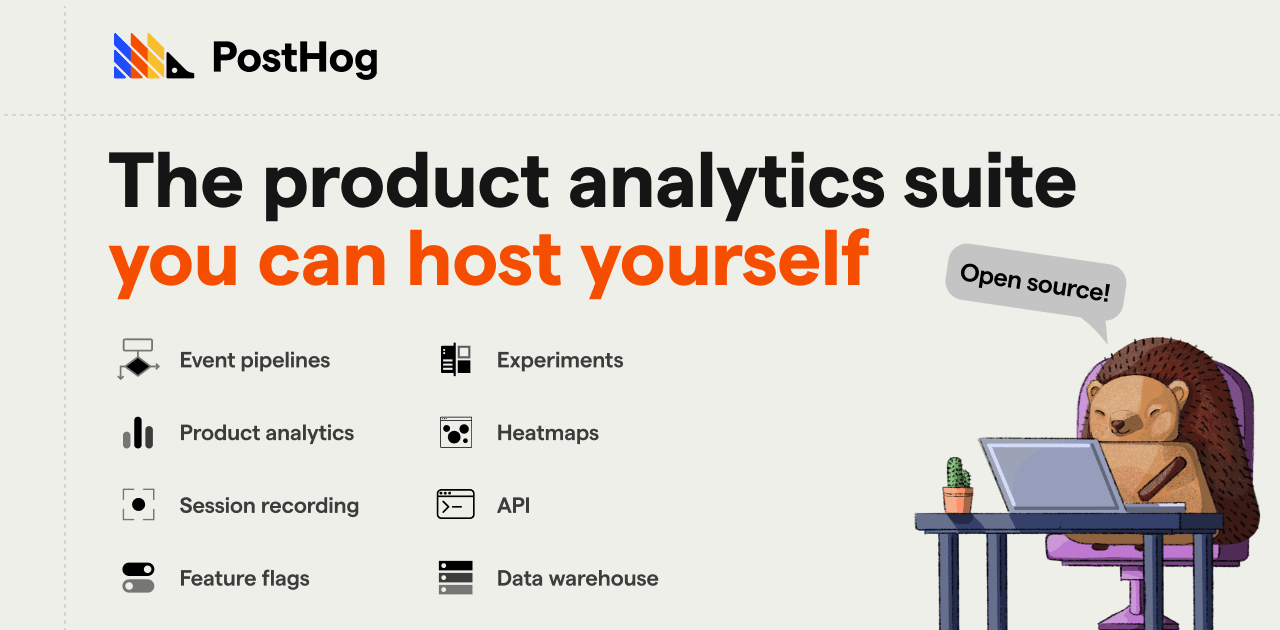 PostHog
The product analytics suite
you can host yourself
Open source!
Event pipelines
Experiments
Product analytics
Heatmaps
Session recording
API
Feature flags
Data warehouse